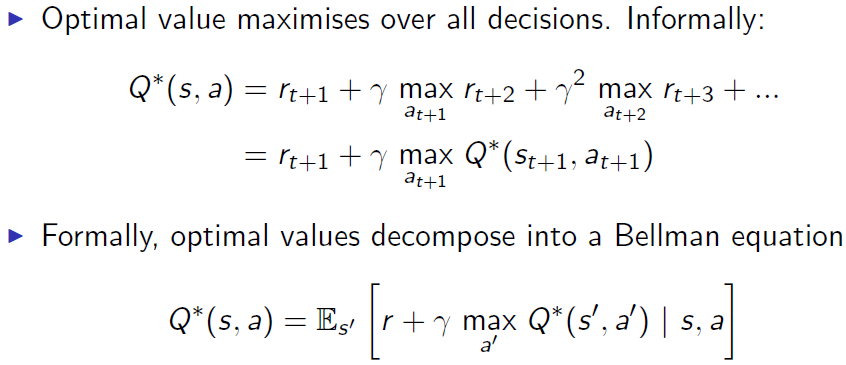 ▶ Optimal value maximises over all decisions. Informally:
Q*(s, a) = r_{t+1} + γ max_{a_{t+1}} r_{t+2} + γ² max_{a_{t+2}} r_{t+3} + ...
= r_{t+1} + γ max_{a_{t+1}} Q*(s_{t+1}, a_{t+1})
▶ Formally, optimal values decompose into a Bellman equation
Q*(s, a) = 𝔼_{s′} [ r + γ max_{a′} Q*(s′, a′) | s, a ]